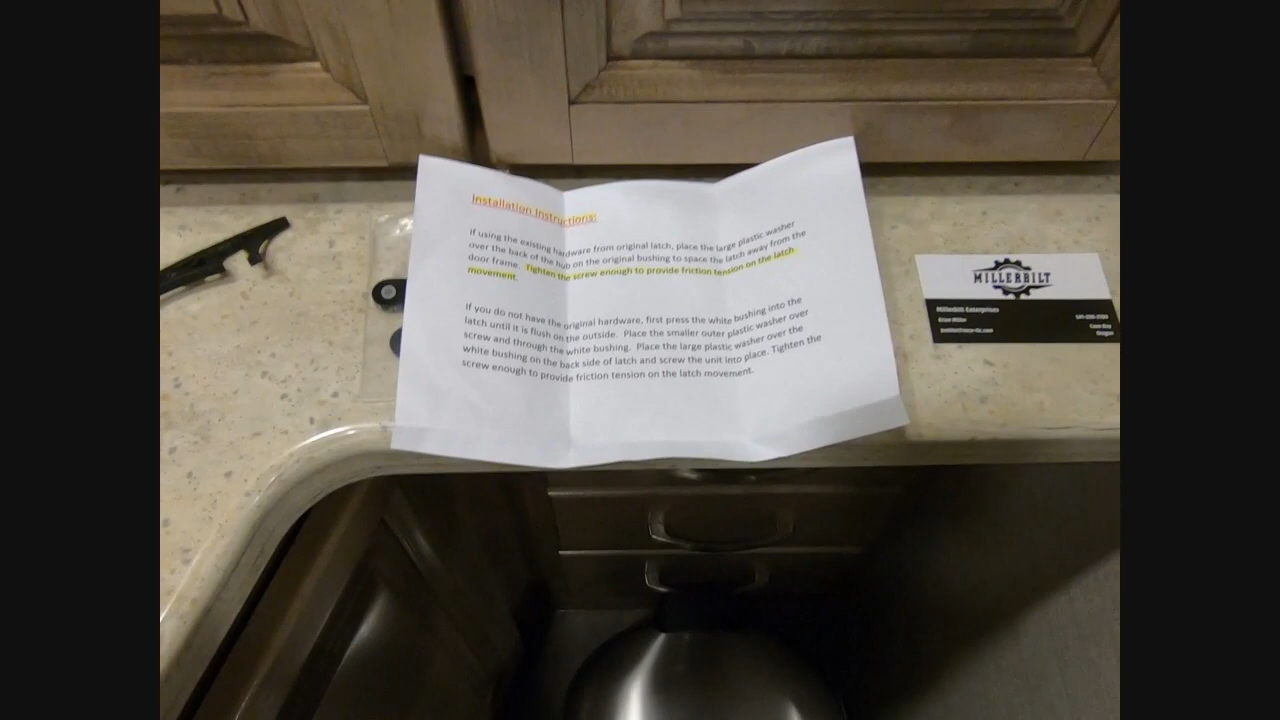 Installation Instructions:
If using the existing hardware from original latch, place the large plastic washer
over the back of the hub on the original bushing to space the latch away from the
door frame. Tighten the screw enough to provide friction tension on the latch
movement.
If you do not have the original hardware, first press the white bushing into the
latch until it is flush on the outside. Place the smaller outer plastic washer over
screw and through the white bushing. Place the large plastic washer over the
white bushing on the back side of latch and screw the unit into place. Tighten the
screw enough to provide friction tension on the latch movement.
MILLERBILT
Millerbilt Enterprises
Brian Miller
Coos Bay
Oregon